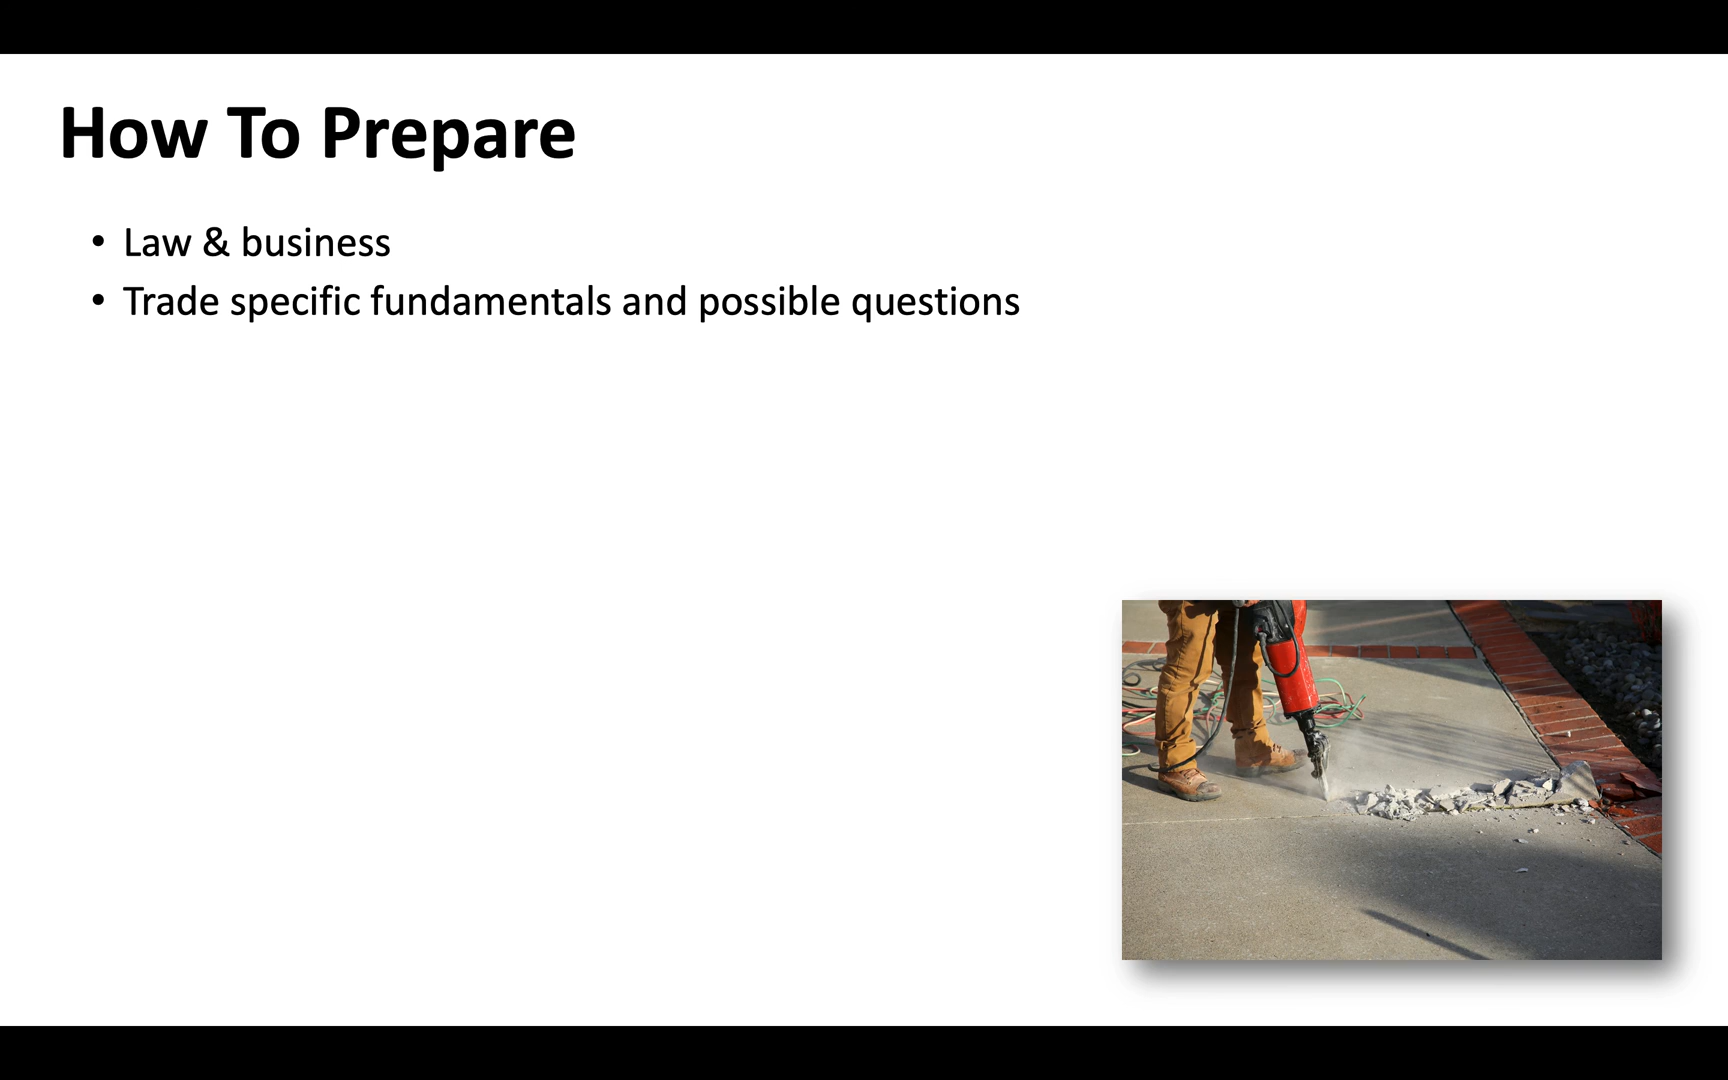 How To Prepare
• Law & business
• Trade specific fundamentals and possible questions